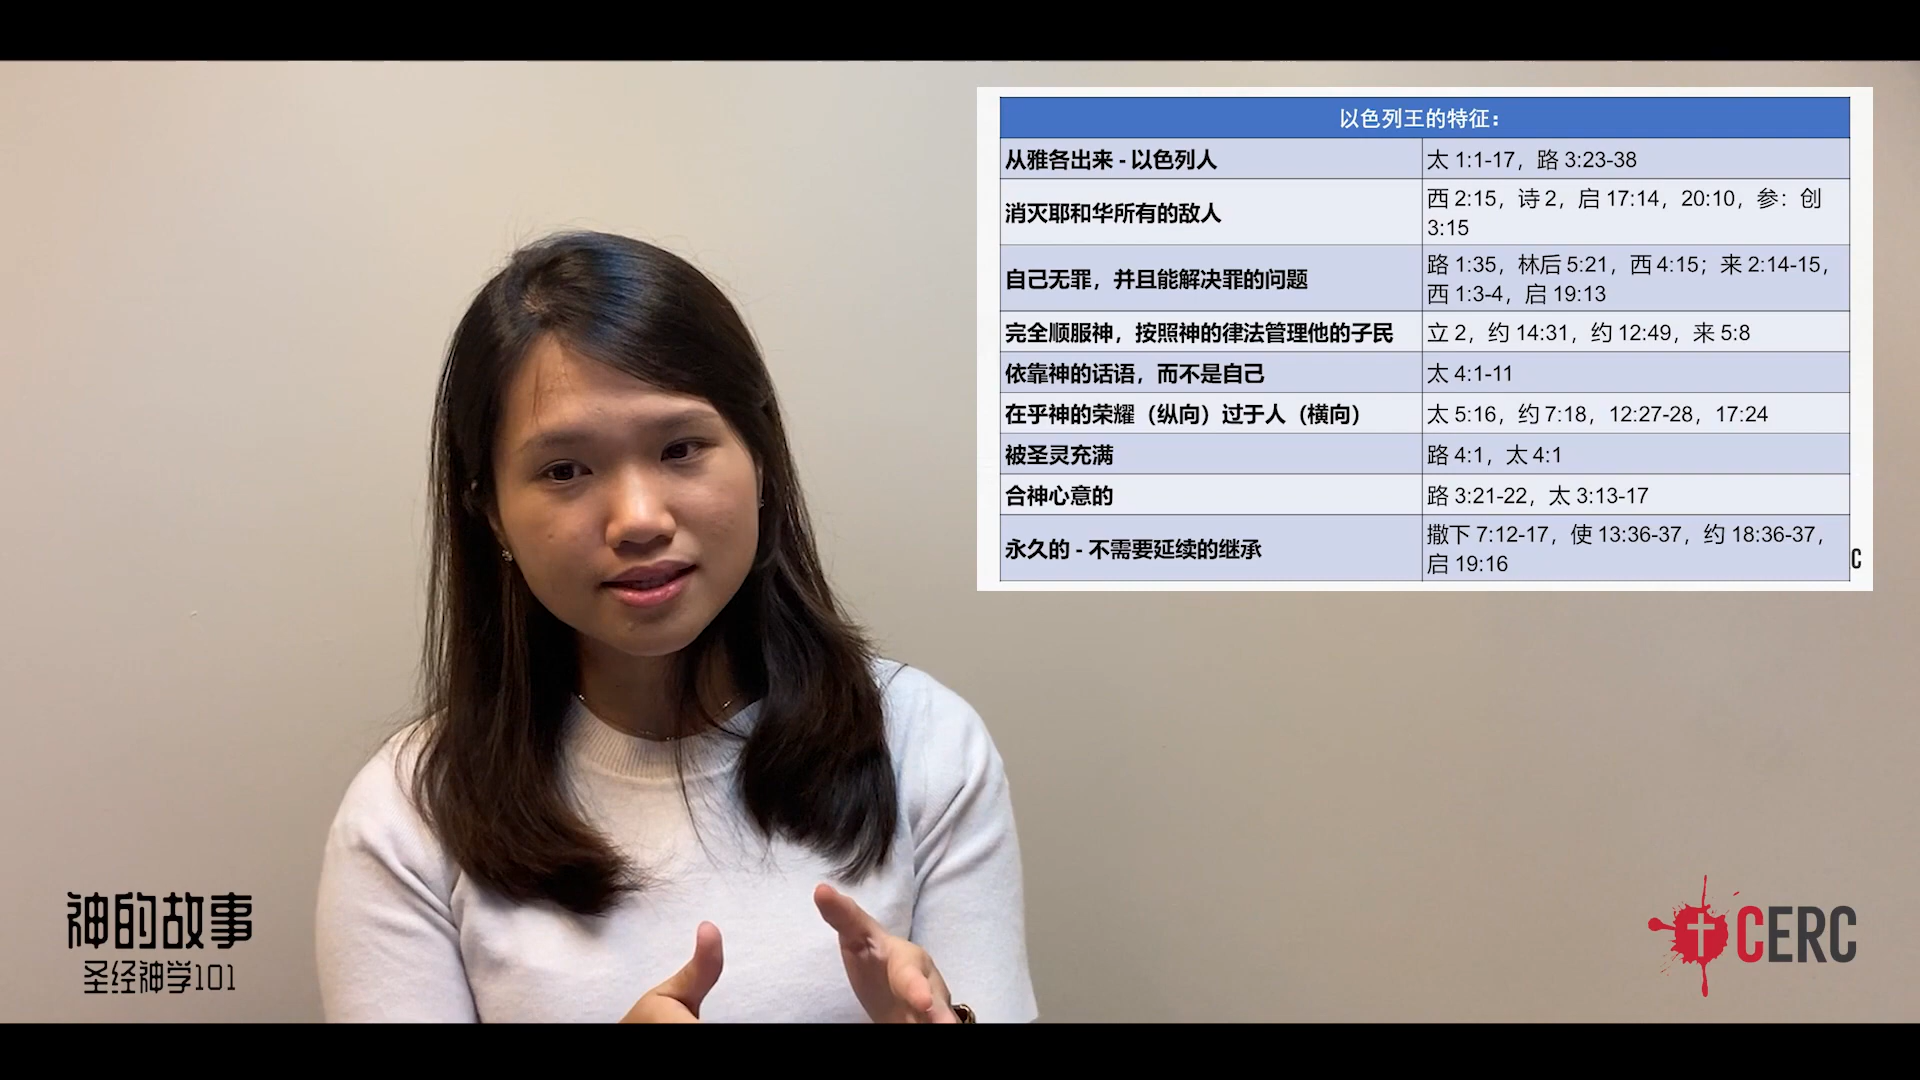 以色列王的特征：
从雅各出来 - 以色列人
太 1:1-17，路 3:23-38
消灭耶和华所有的敌人
西 2:15，诗 2，启 17:14，20:10，参：创
3:15
自己无罪，并且能解决罪的问题
路 1:35，林后 5:21，西 4:15；来 2:14-15，
西 1:3-4，启 19:13
完全顺服神，按照神的律法管理他的子民
立 2，约 14:31，约 12:49，来 5:8
依靠神的话语，而不是自己
太 4:1-11
在乎神的荣耀（纵向）过于人（横向）
太 5:16，约 7:18，12:27-28，17:24
被圣灵充满
路 4:1，太 4:1
合神心意的
路 3:21-22，太 3:13-17
永久的 - 不需要延续的继承
撒下 7:12-17，使 13:36-37，约 18:36-37，
启 19:16
C
神的故事
圣经神学101
CERC